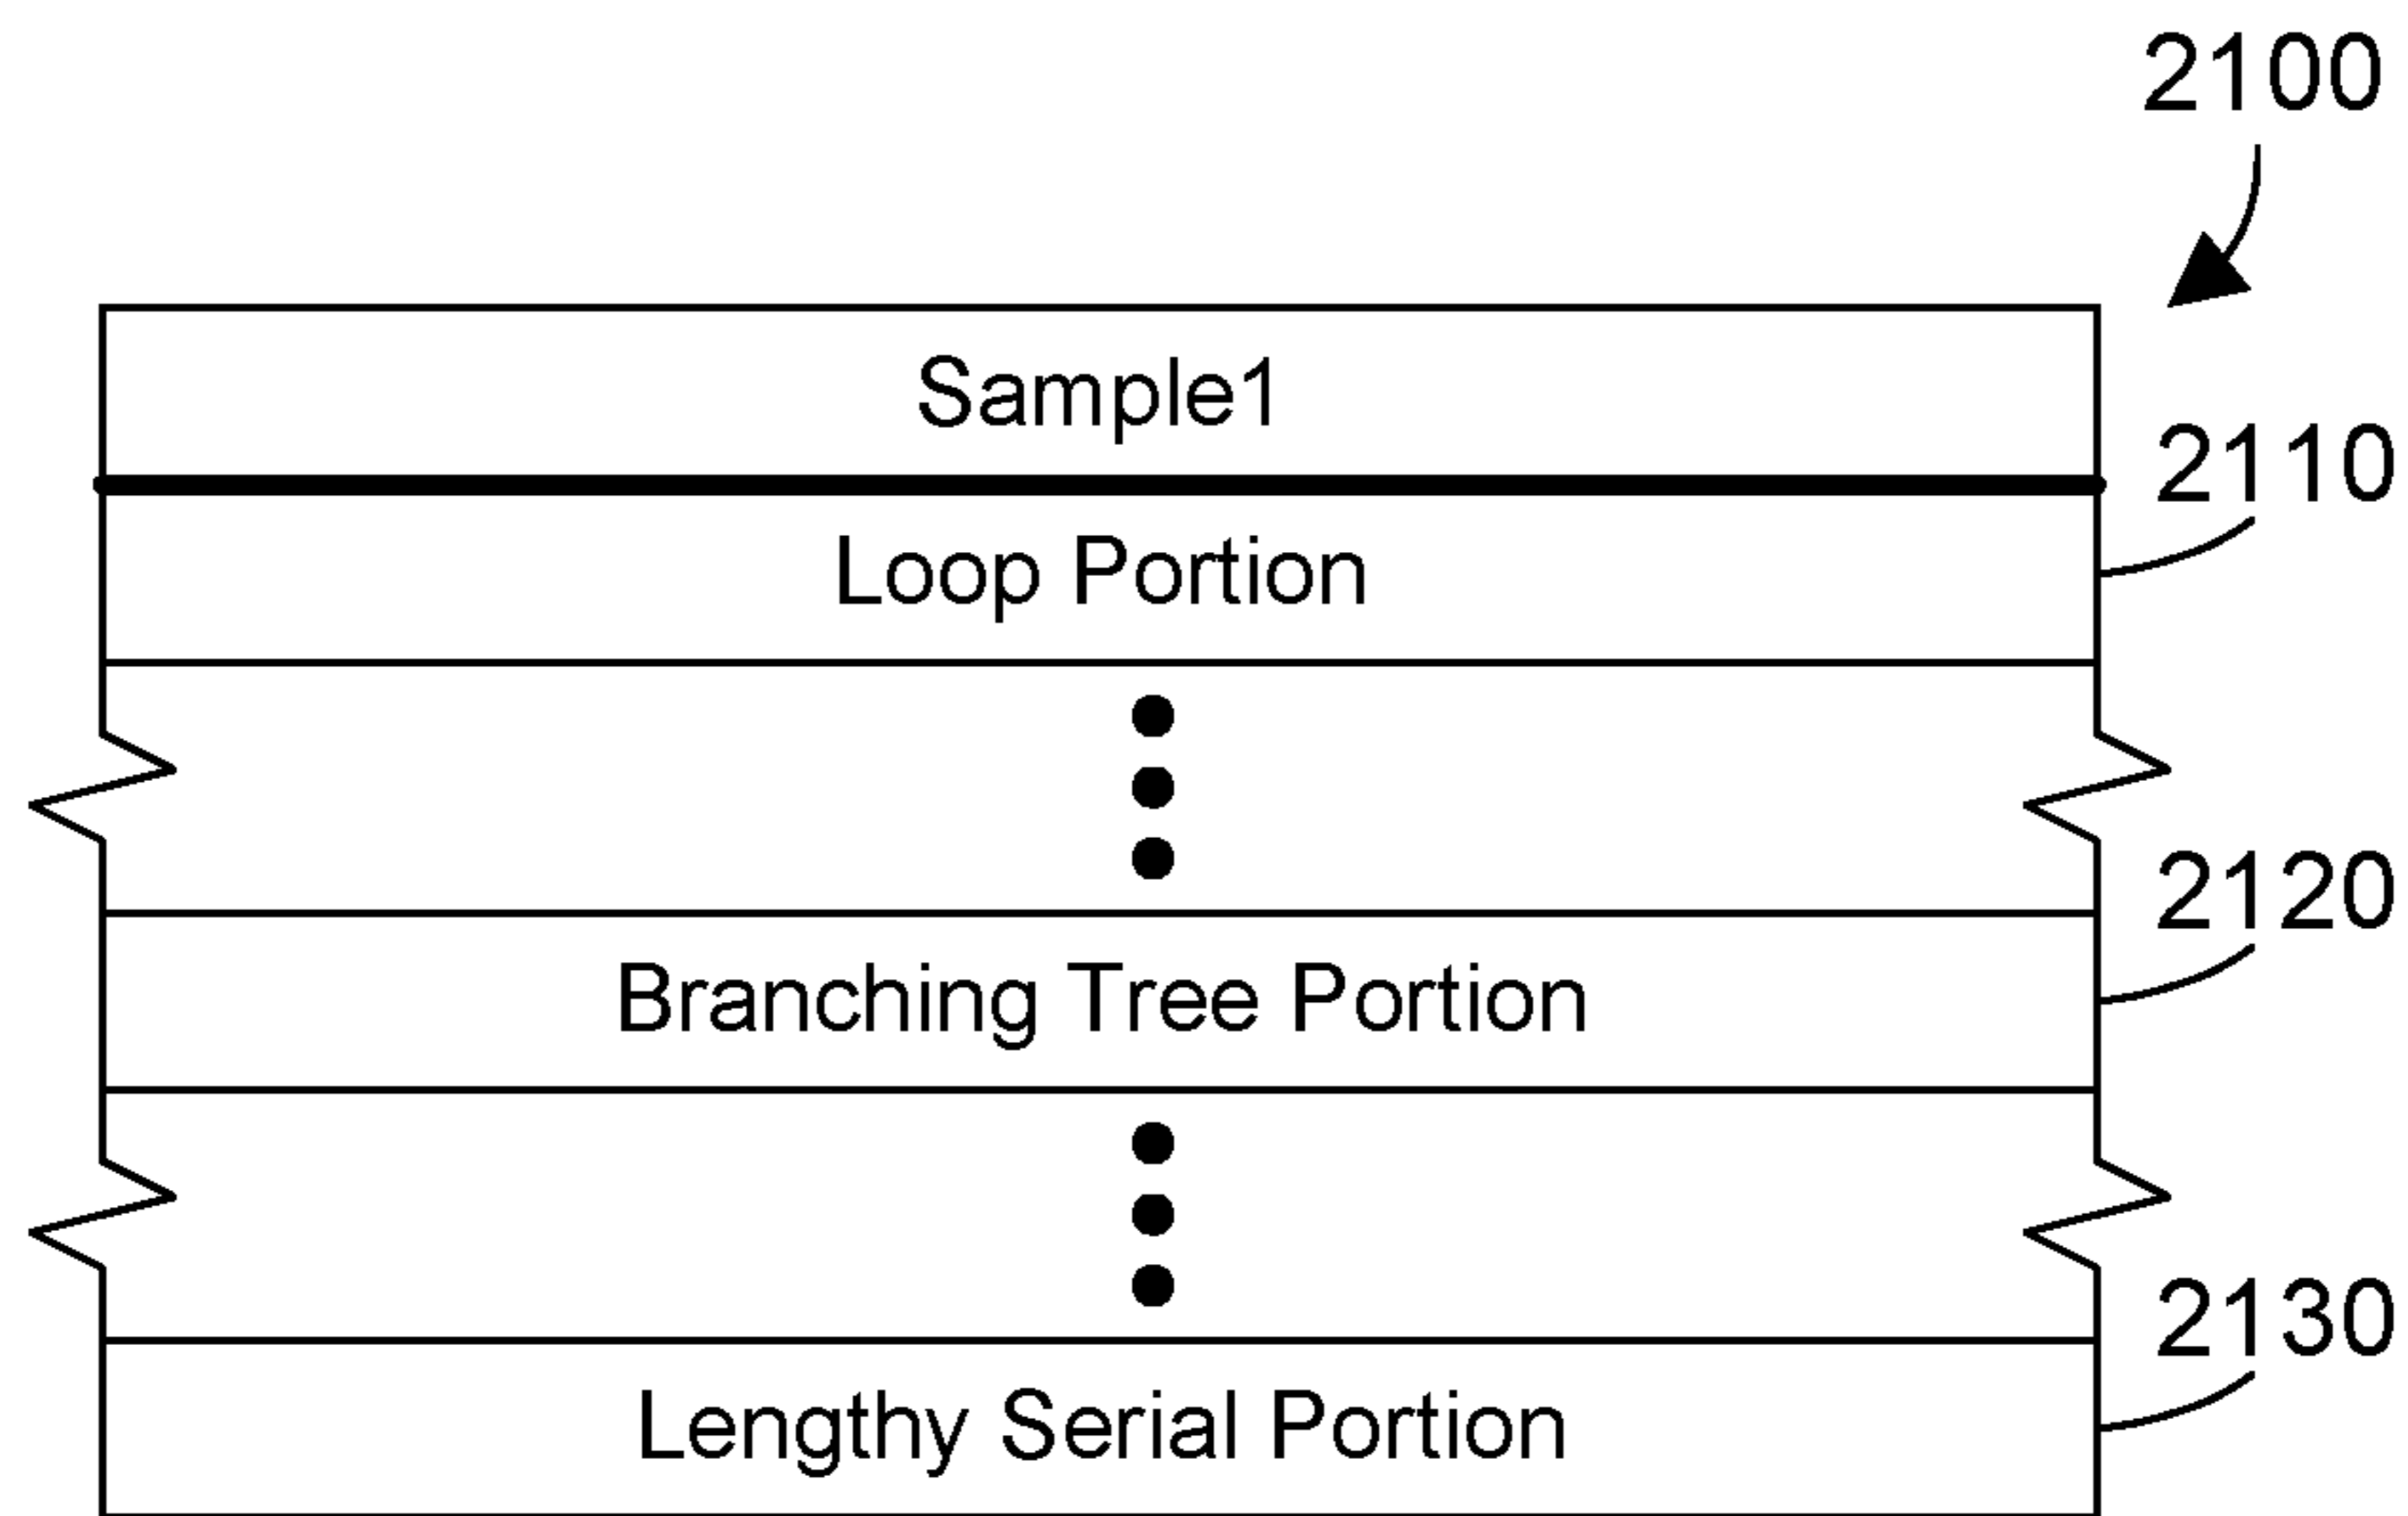 2100
Sample1
2110
Loop Portion
2120
Branching Tree Portion
2130
Lengthy Serial Portion